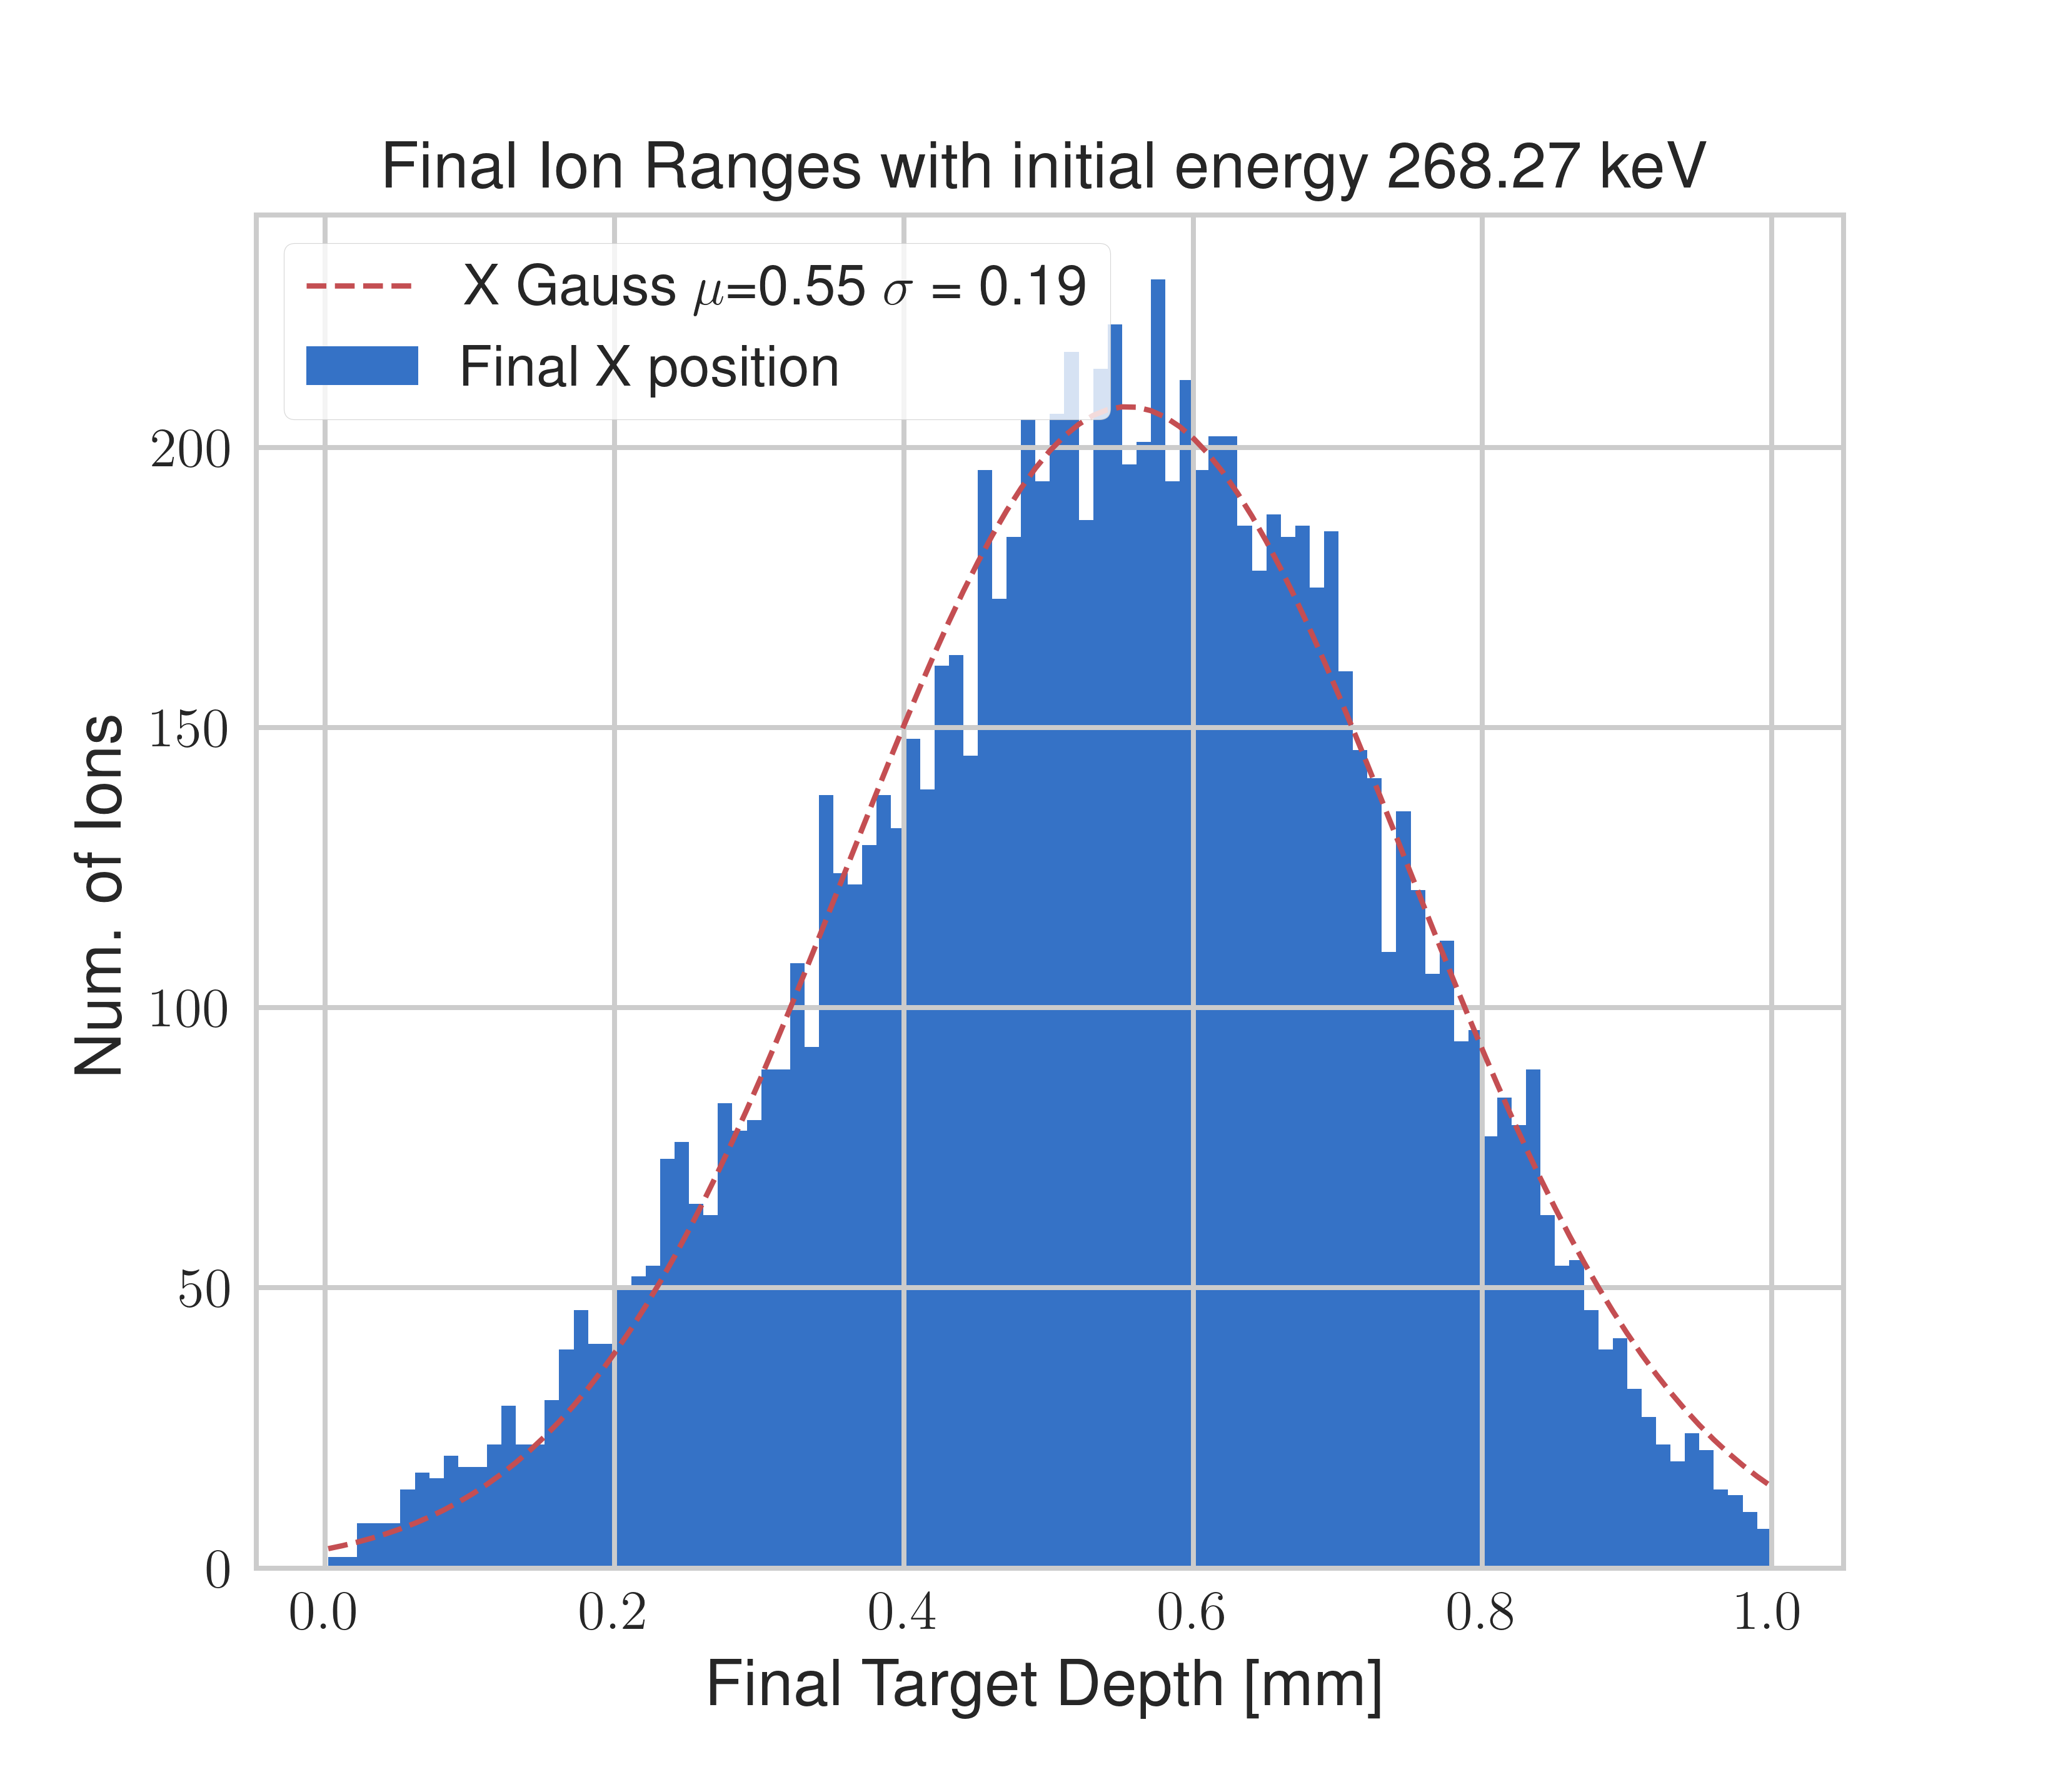 Final Ion Ranges with initial energy 268.27 keV
X Gauss μ=0.55 σ = 0.19
Final X position
200
150
100
50
0
Num. of Ions
0.0 0.2 0.4 0.6 0.8 1.0
Final Target Depth [mm]